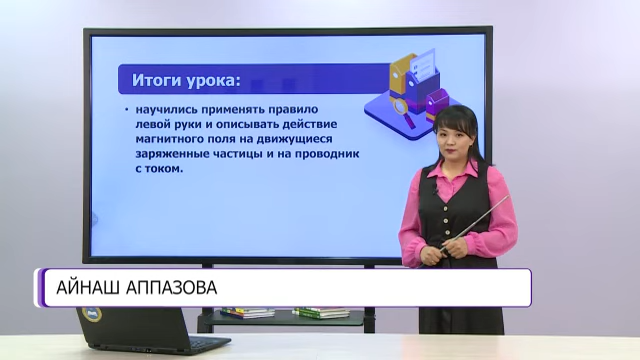 Итоги урока:
• научились применять правило
левой руки и описывать действие
магнитного поля на движущиеся
заряженные частицы и на проводник
с током.
АЙНАШ АППАЗОВА